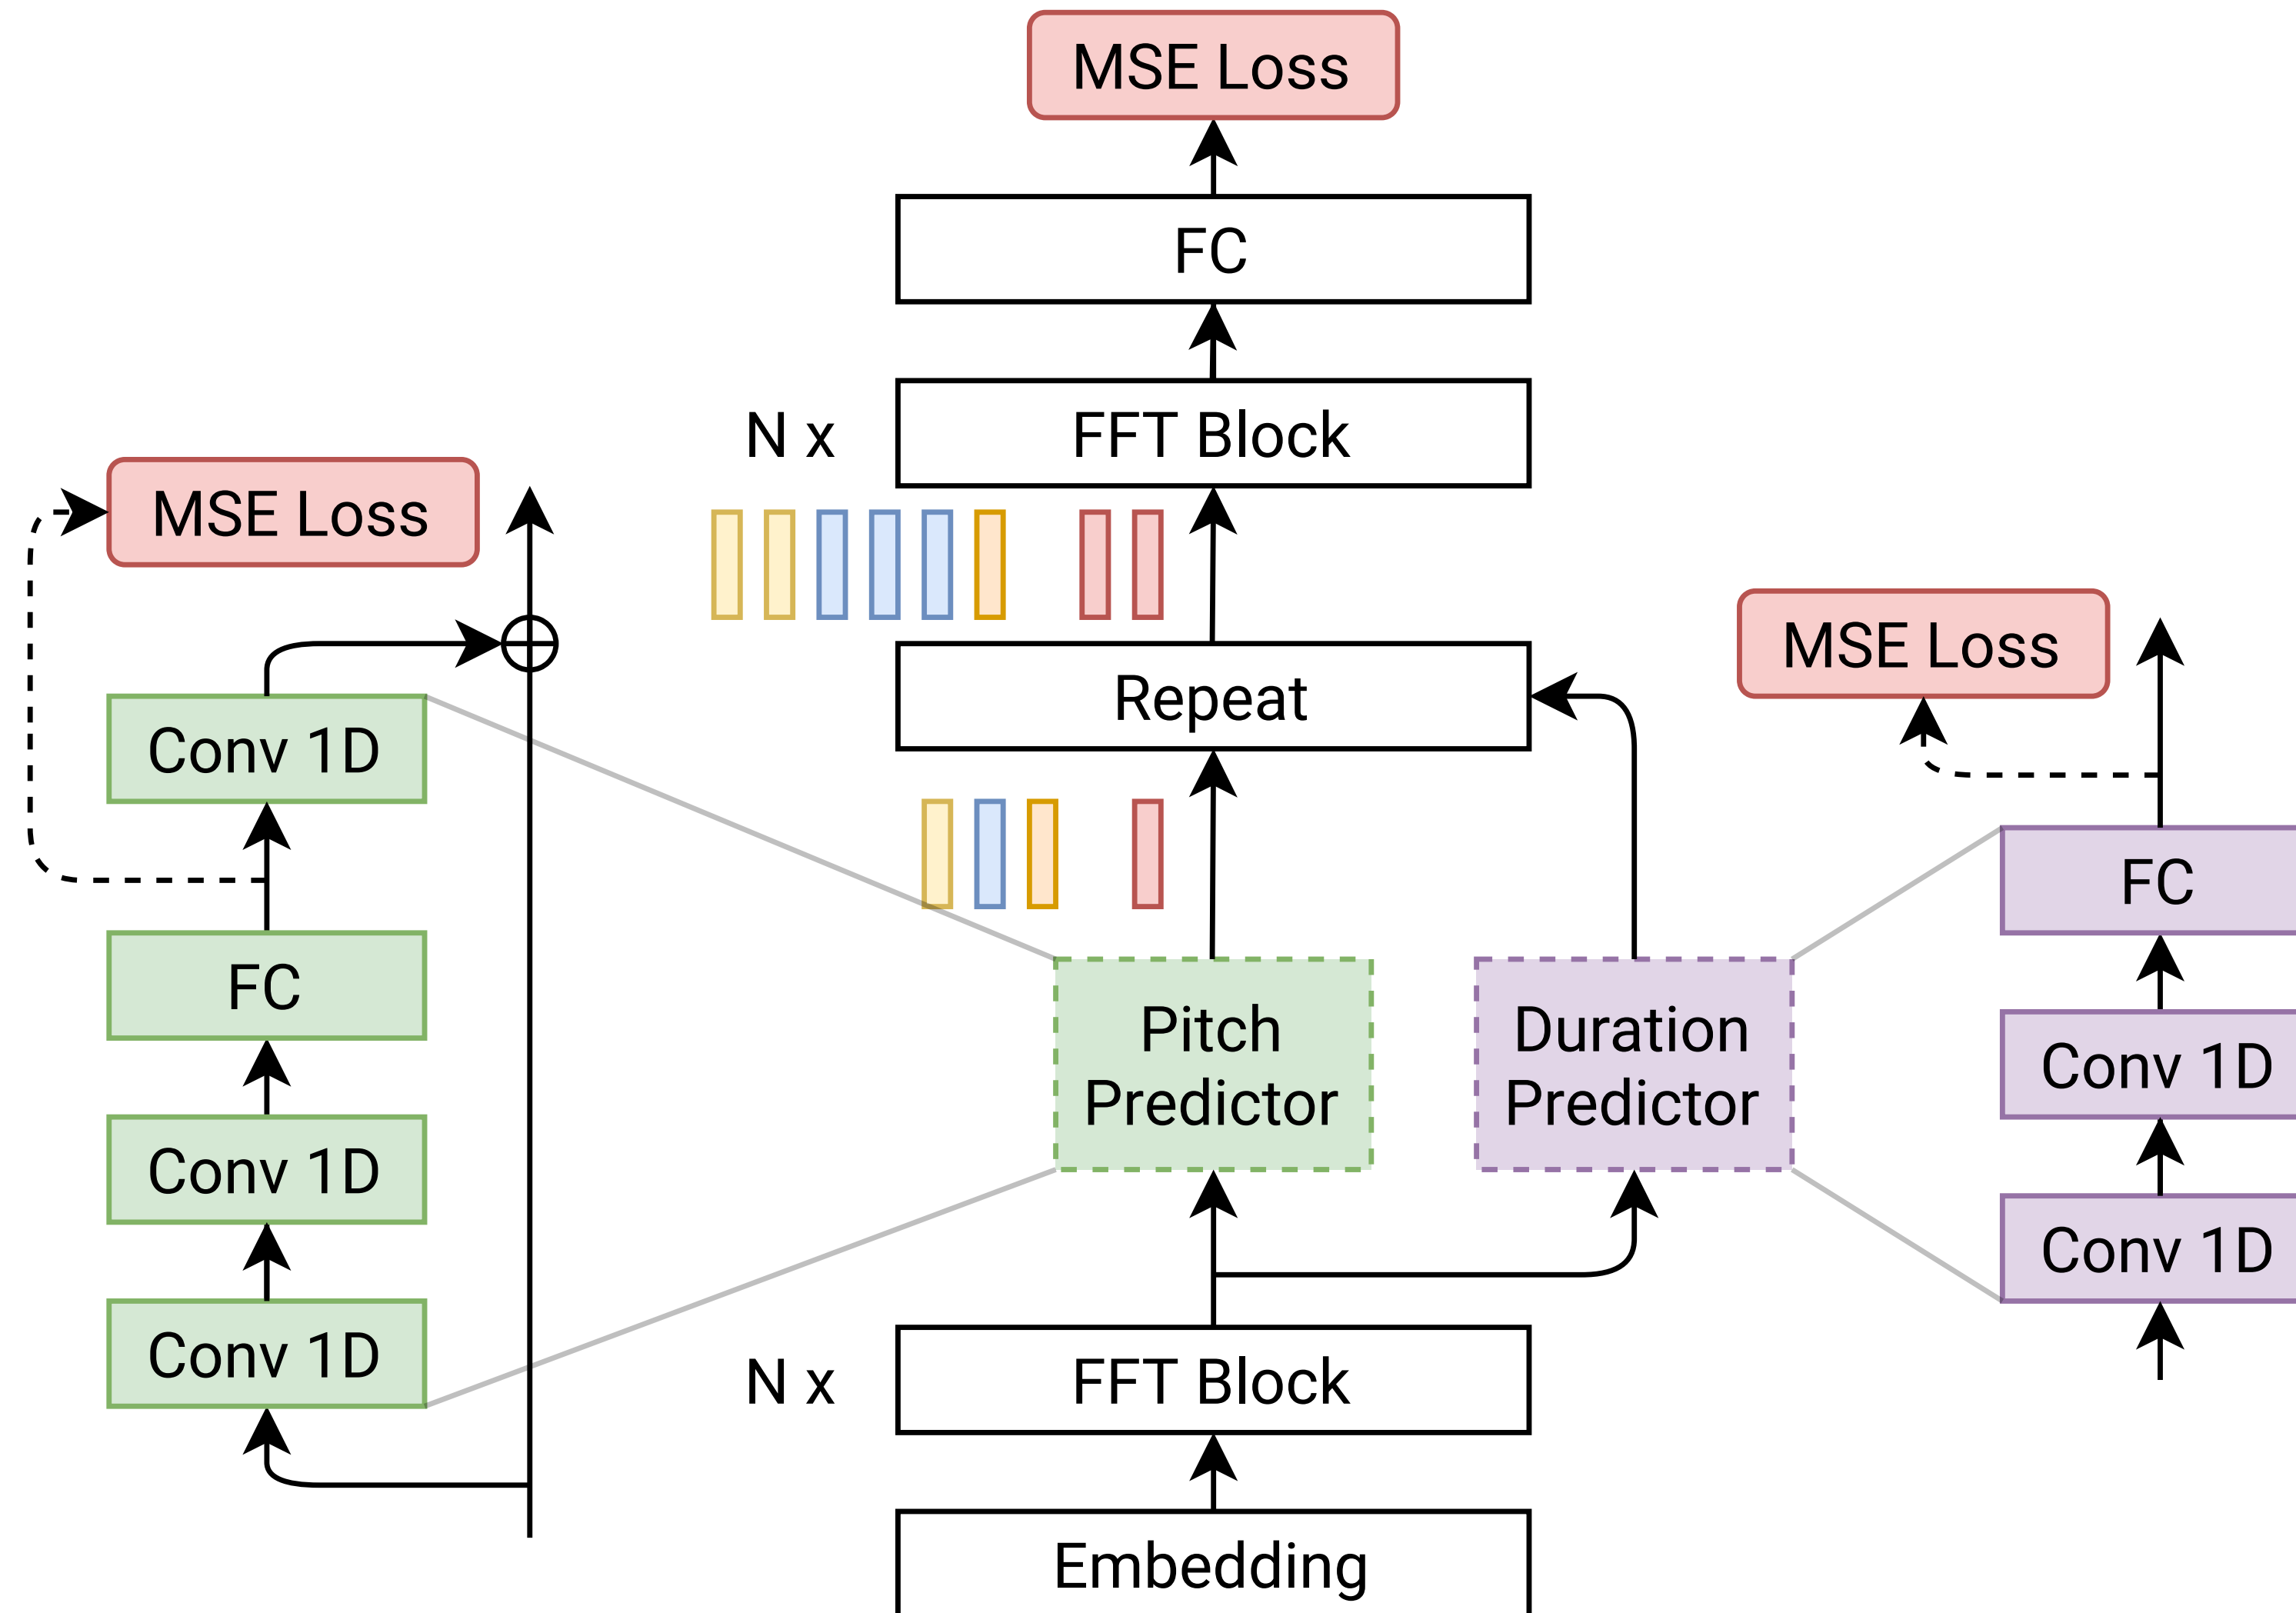 MSE Loss
FC
N x
FFT Block
MSE Loss
MSE Loss
Repeat
Conv 1D
FC
FC
Pitch
Predictor
Duration
Predictor
Conv 1D
Conv 1D
Conv 1D
Conv 1D
N x
FFT Block
Embedding